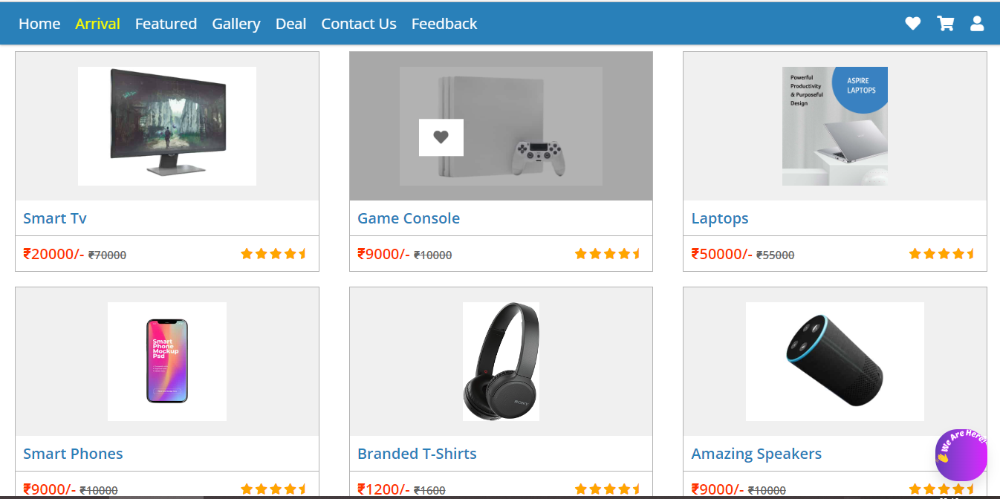 Home Arrival Featured Gallery Deal Contact Us Feedback
Powerful
Productivity
& Purposeful
Design
ASPIRE
LAPTOPS
Smart Tv
Game Console
Laptops
₹20000/- ₹70000
₹9000/- ₹10000
₹50000/- ₹55000
Smart
Phone
Mockup
Psd
SONY
We Are Here!
Smart Phones
Branded T-Shirts
Amazing Speakers
₹9000/- ₹10000
₹1200/- ₹1600
₹9000/- ₹10000